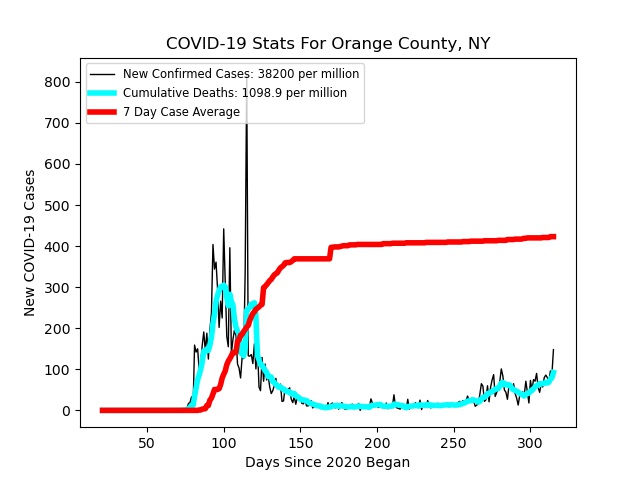 COVID-19 Stats For Orange County, NY
New Confirmed Cases: 38200 per million
Cumulative Deaths: 1098.9 per million
7 Day Case Average
800
700
600
500
400
300
200
100
0
New COVID-19 Cases
50 100 150 200 250 300
Days Since 2020 Began